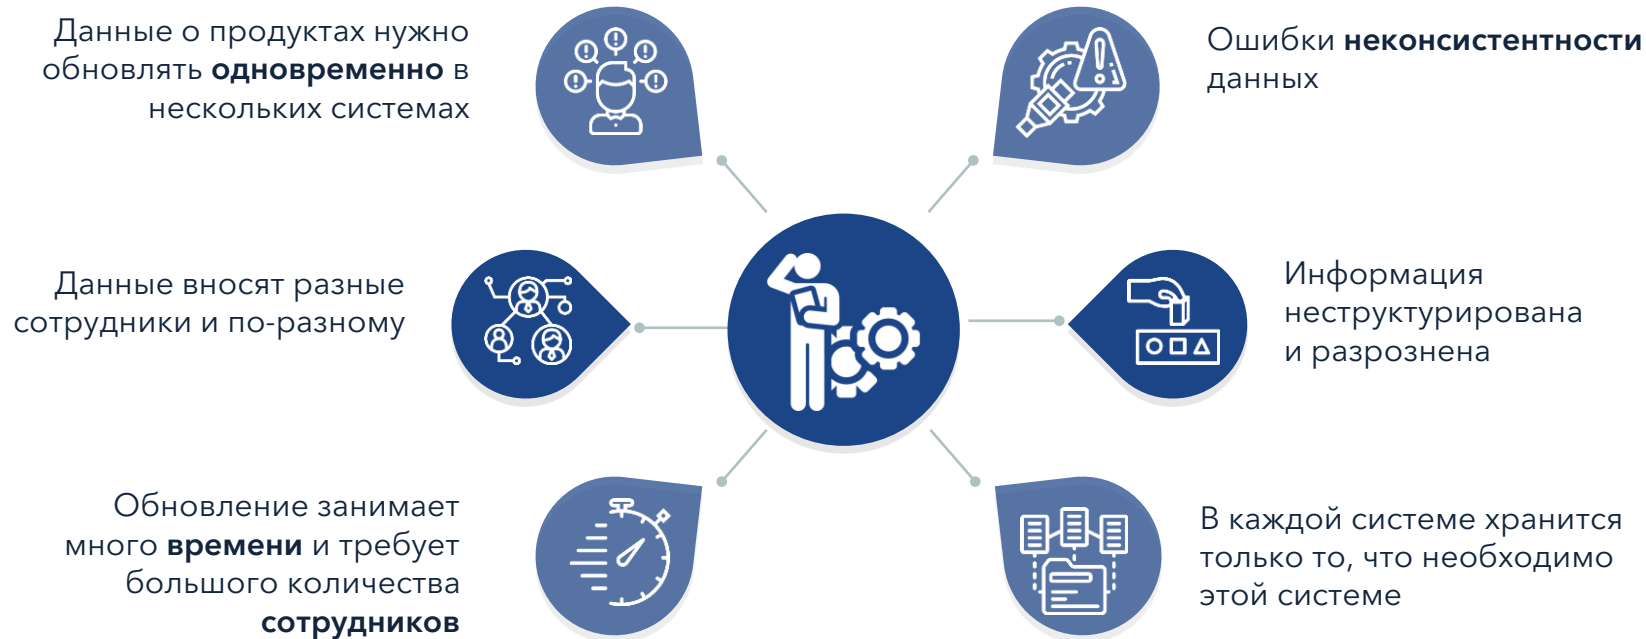 Данные о продуктах нужно
обновлять одновременно в
нескольких системах
Ошибки неконсистентности
данных
Данные вносят разные
сотрудники и по-разному
Информация
неструктурирована
и разрознена
Обновление занимает
много времени и требует
большого количества
сотрудников
В каждой системе хранится
только то, что необходимо
этой системе